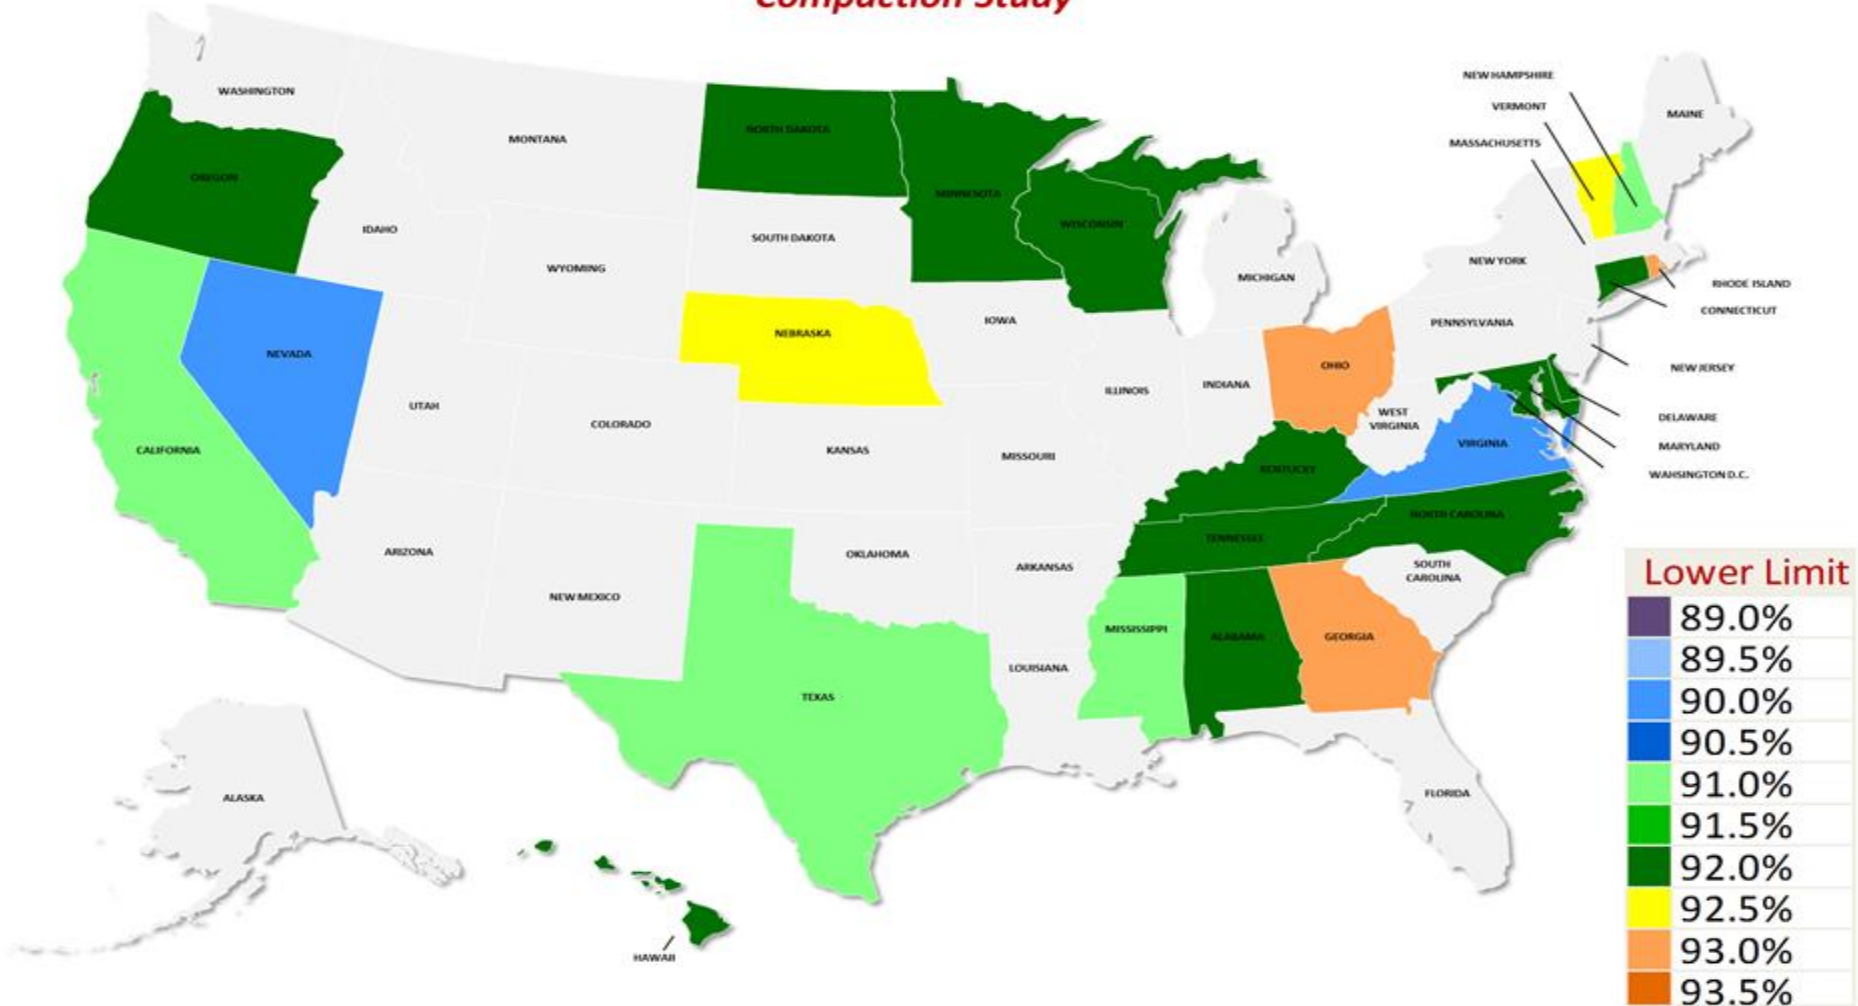 Compaction Study
WASHINGTON
OREGON
CALIFORNIA
NEVADA
IDAHO
MONTANA
WYOMING
UTAH
COLORADO
ARIZONA
NEW MEXICO
NORTH DAKOTA
SOUTH DAKOTA
NEBRASKA
KANSAS
OKLAHOMA
TEXAS
MINNESOTA
IOWA
MISSOURI
ARKANSAS
LOUISIANA
WISCONSIN
ILLINOIS
INDIANA
MICHIGAN
OHIO
KENTUCKY
TENNESSEE
MISSISSIPPI
ALABAMA
GEORGIA
FLORIDA
SOUTH
CAROLINA
NORTH CAROLINA
VIRGINIA
WEST
VIRGINIA
PENNSYLVANIA
NEW YORK
NEW HAMPSHIRE
VERMONT
MASSACHUSETTS
MAINE
RHODE ISLAND
CONNECTICUT
NEW JERSEY
DELAWARE
MARYLAND
WAHSINGTON D.C.
ALASKA
HAWAII
Lower Limit
89.0%
89.5%
90.0%
90.5%
91.0%
91.5%
92.0%
92.5%
93.0%
93.5%